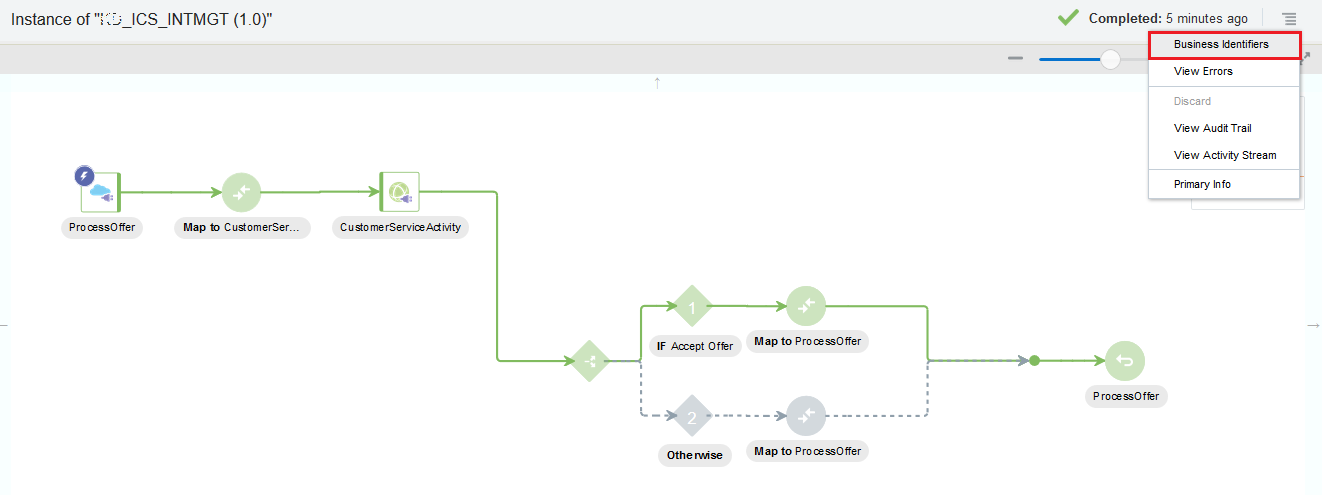 Instance of "KD_ICS_INTMGT (1.0)"
Completed: 5 minutes ago
Business Identifiers
View Errors
Discard
View Audit Trail
View Activity Stream
Primary Info
ProcessOffer
Map to CustomerSer...
CustomerServiceActivity
1
IF Accept Offer
Map to ProcessOffer
ProcessOffer
2
Otherwise
Map to ProcessOffer